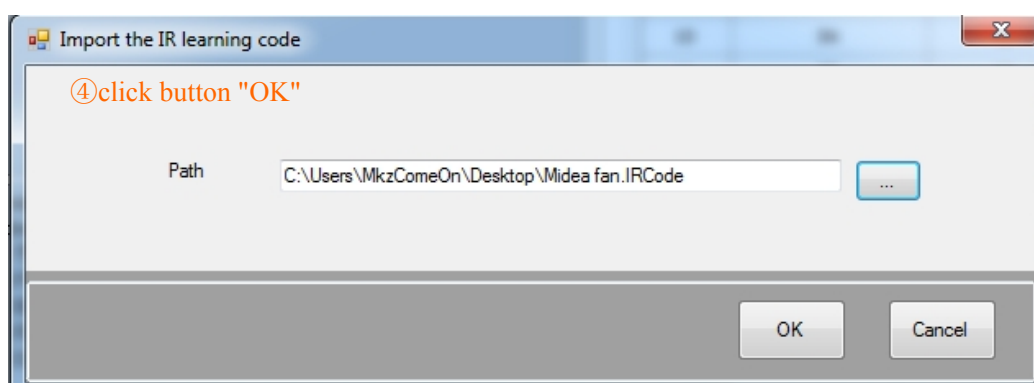 Import the IR learning code
④click button "OK"
Path
C:\Users\MkzComeOn\Desktop\Midea fan.IRCode
...
OK
Cancel